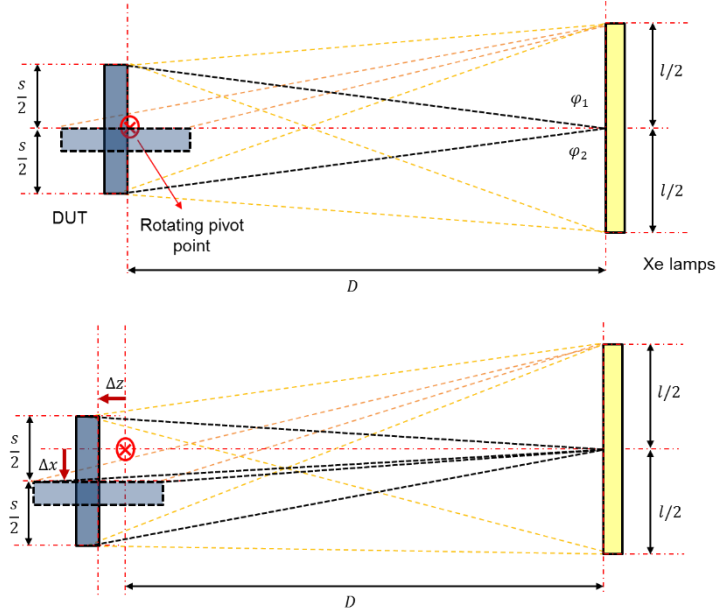 s/2
s/2
φ₁
φ₂
l/2
l/2
DUT
Rotating pivot
point
Xe lamps
D
Δz
s/2
Δx
s/2
l/2
l/2
D